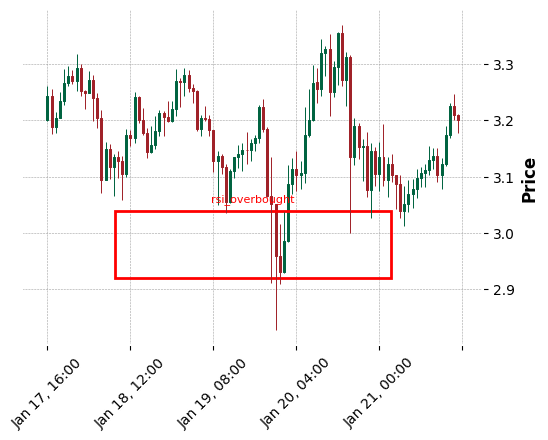 3.3
3.2
3.1
3.0
2.9
Price
rsi_overbought
Jan 17, 16:00
Jan 18, 12:00
Jan 19, 08:00
Jan 20, 04:00
Jan 21, 00:00